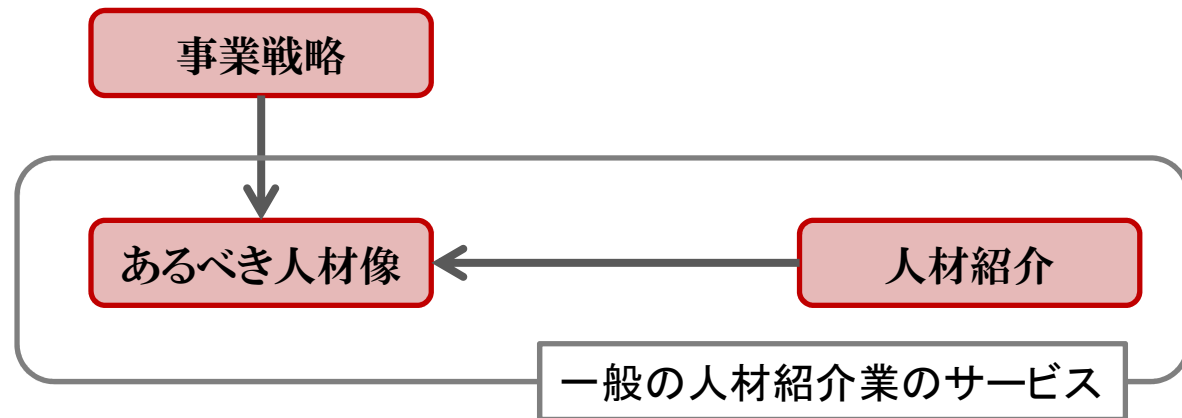 事業戦略
あるべき人材像
人材紹介
一般の人材紹介業のサービス